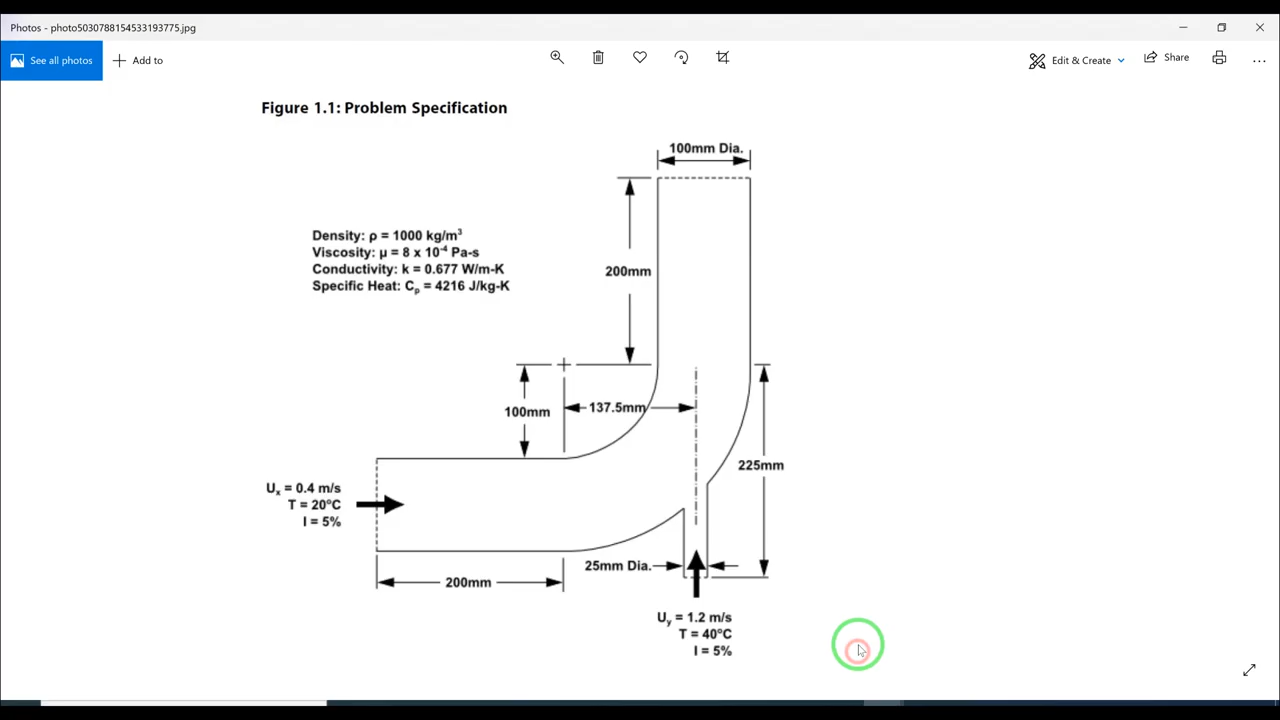 Photos - photo5030788154533193775.jpg
See all photos
Add to
Edit & Create
Share
Figure 1.1: Problem Specification
100mm Dia.
Density: ρ = 1000 kg/m³
Viscosity: μ = 8 x 10⁻⁴ Pa-s
Conductivity: k = 0.677 W/m-K
Specific Heat: Cₚ = 4216 J/kg-K
200mm
100mm
137.5mm
225mm
Uₓ = 0.4 m/s
T = 20°C
I = 5%
200mm
25mm Dia.
Uᵧ = 1.2 m/s
T = 40°C
I = 5%